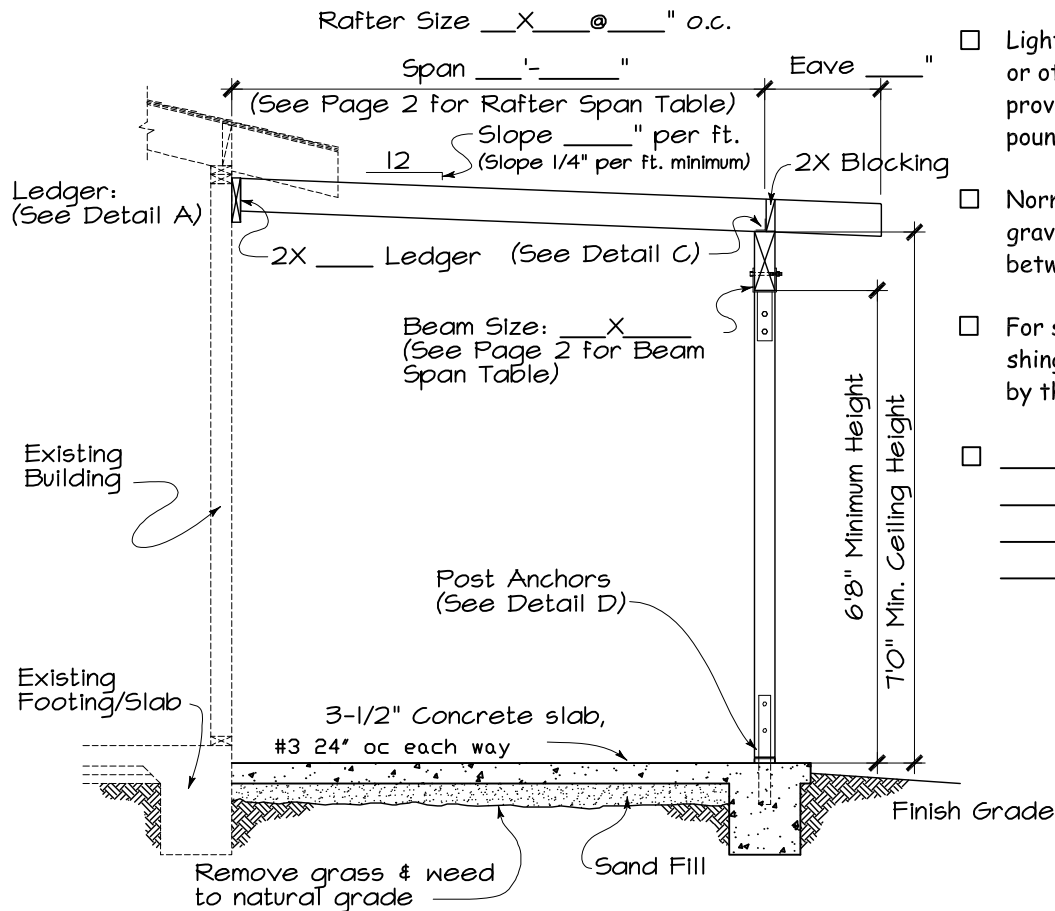 Rafter Size ___X____@____" o.c.
Span ____'-______"
Eave _____"
(See Page 2 for Rafter Span Table)
Slope ______" per ft.
(Slope 1/4" per ft. minimum)
12
2X Blocking
Ledger:
(See Detail A)
2X ____ Ledger
(See Detail C)
Beam Size: ____X_____
(See Page 2 for Beam
Span Table)
6'8" Minimum Height
7'0" Min. Ceiling Height
Existing
Building
Post Anchors
(See Detail D)
Existing
Footing/Slab
3-1/2" Concrete slab,
#3 24" oc each way
Finish Grade
Sand Fill
Remove grass & weed
to natural grade
Light
or ot
prov
poun
Norm
grav
betw
For s
shing
by th